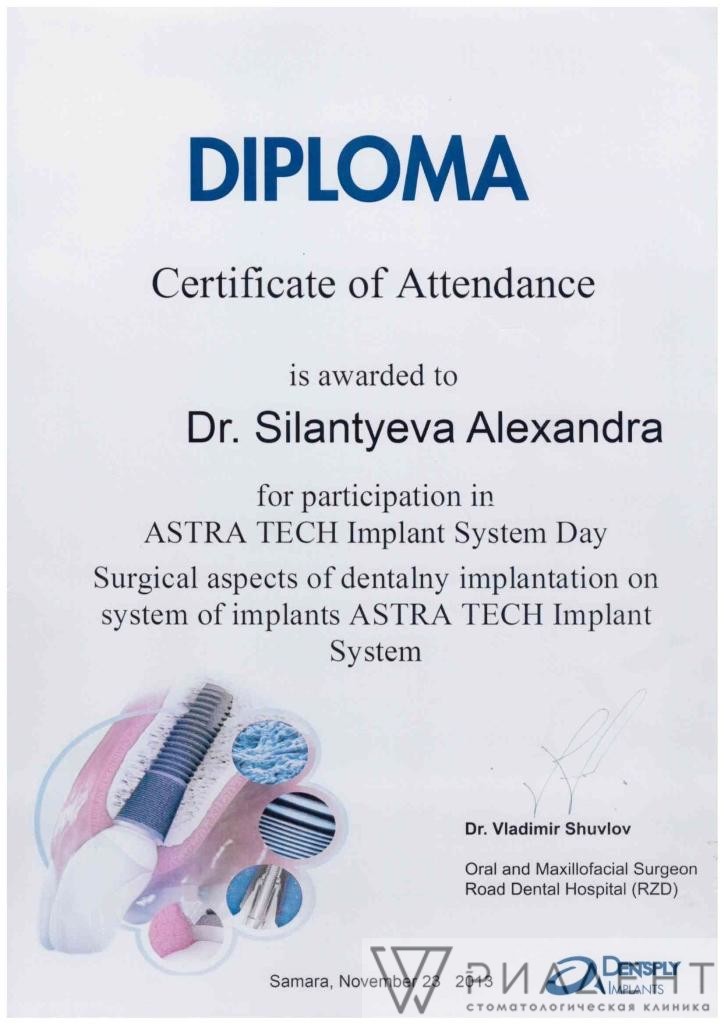 DIPLOMA
Certificate of Attendance
is awarded to
Dr. Silantyeva Alexandra
for participation in
ASTRA TECH Implant System Day
Surgical aspects of dentalny implantation on
system of implants ASTRA TECH Implant
System
Dr. Vladimir Shuvlov
Oral and Maxillofacial Surgeon
Road Dental Hospital (RZD)
Samara, November 23 2013
DENTSPLY
IMPLANTS
РИАДЕНТ
стоматологическая клиника